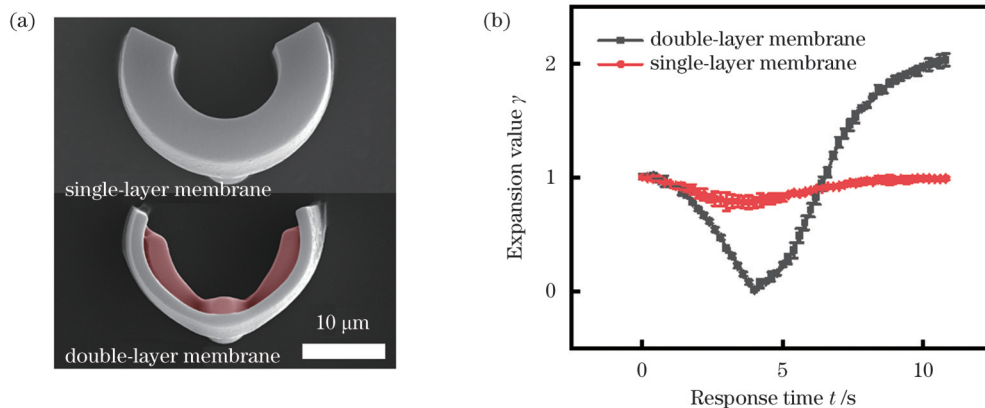 (a)
single-layer membrane
10 μm
double-layer membrane
(b)
double-layer membrane
single-layer membrane
Expansion value γ
2
1
0
0
5
10
Response time t /s